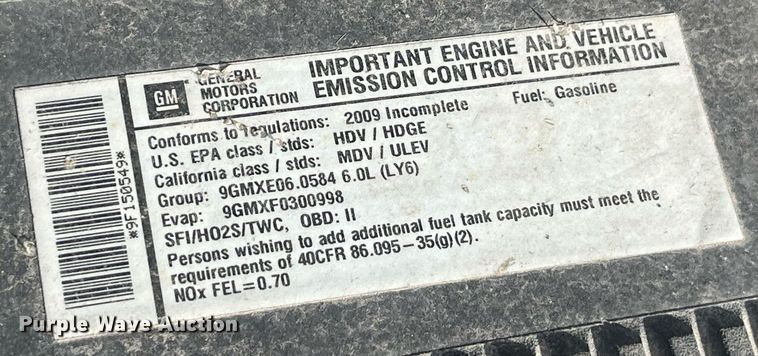 GM
GENERAL
MOTORS
CORPORATION
IMPORTANT ENGINE AND VEHICLE
EMISSION CONTROL INFORMATION
Conforms to regulations: 2009 Incomplete Fuel: Gasoline
U.S. EPA class / stds: HDV / HDGE
California class / stds: MDV / ULEV
Group: 9GMXE06.0584 6.0L (LY6)
Evap: 9GMXF0300998
SFI/HO2S/TWC, OBD: II
Persons wishing to add additional fuel tank capacity must meet the
requirements of 40CFR 86.095-35(g)(2).
NOx FEL=0.70
*9F150549*
Purple Wave Auction